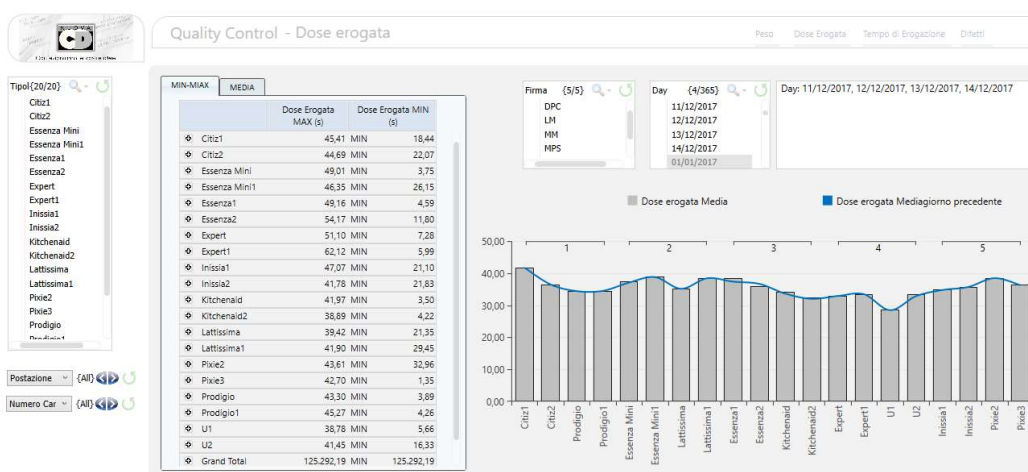 NUOVA
CD
Quality Control - Dose erogata
Peso Dose Erogata Tempo di Erogazione Difetti
Tipol{20/20}
Citiz1
Citiz2
Essenza Mini
Essenza Mini1
Essenza1
Essenza2
Expert
Expert1
Inissia1
Inissia2
Kitchenaid
Kitchenaid2
Lattissima
Lattissima1
Pixie2
Pixie3
Prodigio
Prodigio1
Postazione {All}
Numero Car {All}
MIN-MIAX MEDIA
Dose Erogata MAX (s) Dose Erogata MIN (s)
Citiz1 45,41 MIN 18,44
Citiz2 44,69 MIN 22,07
Essenza Mini 49,01 MIN 3,75
Essenza Mini1 46,35 MIN 26,15
Essenza1 49,16 MIN 4,59
Essenza2 54,17 MIN 11,80
Expert 51,10 MIN 7,28
Expert1 62,12 MIN 5,99
Inissia1 47,07 MIN 21,10
Inissia2 41,78 MIN 21,83
Kitchenaid 41,97 MIN 3,50
Kitchenaid2 38,89 MIN 4,22
Lattissima 39,42 MIN 21,35
Lattissima1 41,90 MIN 29,45
Pixie2 43,61 MIN 32,96
Pixie3 42,70 MIN 1,35
Prodigio 43,30 MIN 3,89
Prodigio1 45,27 MIN 4,26
U1 38,78 MIN 5,66
U2 41,45 MIN 16,33
Grand Total 125.292,19 MIN 125.292,19
Firma {5/5}
DPC
LM
MM
MPS
Day {4/365}
11/12/2017
12/12/2017
13/12/2017
14/12/2017
01/01/2017
Day: 11/12/2017, 12/12/2017, 13/12/2017, 14/12/2017
Dose erogata Media Dose erogata Mediagiorno precedente
50,00
40,00
30,00
20,00
10,00
0,00
1 2 3 4 5
Citiz1
Citiz2
Prodigio
Prodigio1
Essenza Mini
Essenza Mini1
Lattissima
Lattissima1
Essenza1
Essenza2
Kitchenaid
Kitchenaid2
Expert
Expert1
U1
U2
Inissia1
Inissia2
Pixie2
Pixie3